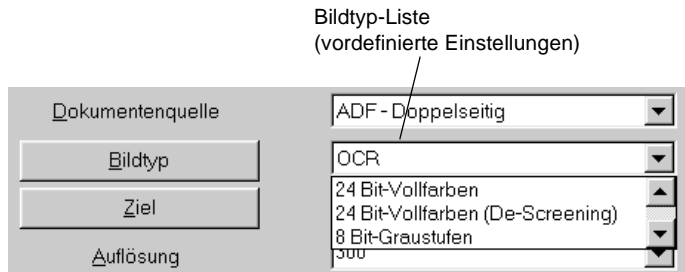 Bildtyp-Liste
(vordefinierte Einstellungen)
Dokumentenquelle
ADF - Doppelseitig
Bildtyp
OCR
24 Bit-Vollfarben
24 Bit-Vollfarben (De-Screening)
8 Bit-Graustufen
Ziel
Auflösung
300